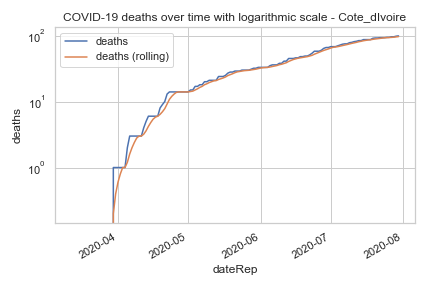 COVID-19 deaths over time with logarithmic scale - Cote_dIvoire
deaths
deaths (rolling)
10²
10¹
10⁰
deaths
2020-04
2020-05
2020-06
2020-07
2020-08
dateRep